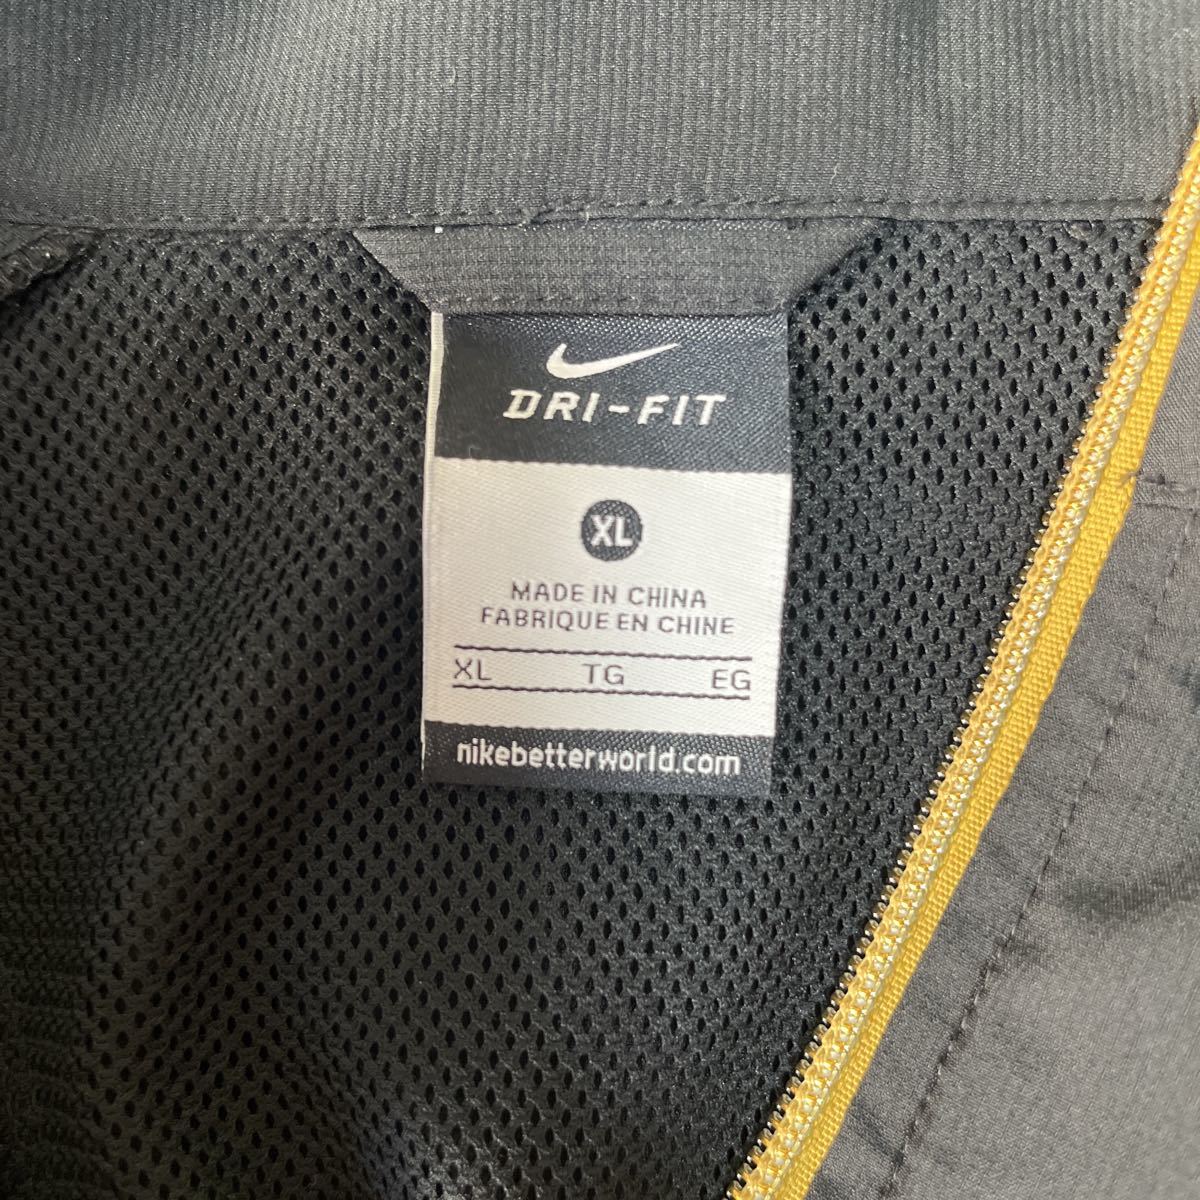 DRI-FIT
XL
MADE IN CHINA
FABRIQUE EN CHINE
XL TG EG
nikebetterworld.com